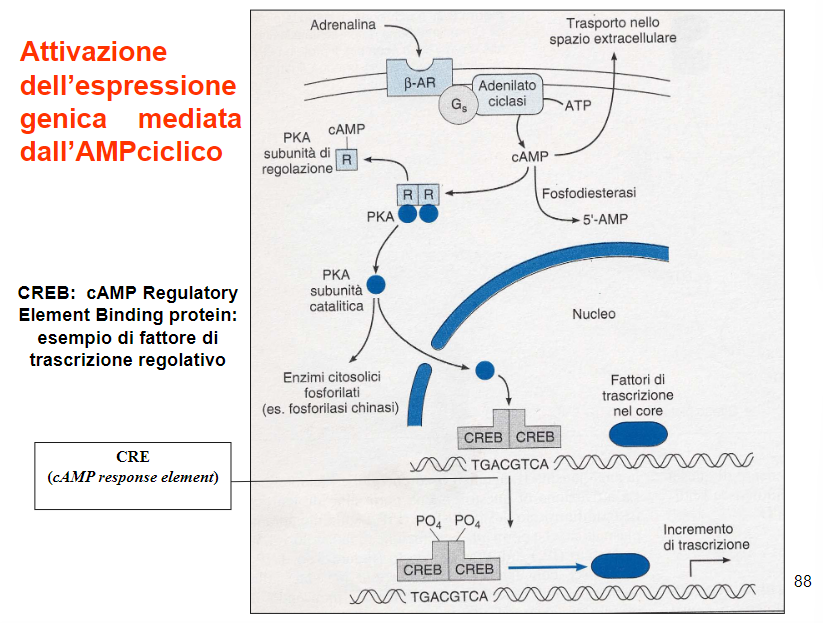 Attivazione
dell'espressione
genica mediata
dall'AMPciclico
CREB: cAMP Regulatory
Element Binding protein:
esempio di fattore di
trascrizione regolativo
CRE
(cAMP response element)
Adrenalina
Trasporto nello
spazio extracellulare
β-AR
Gs
Adenilato
ciclasi
ATP
cAMP
PKA
subunità di
regolazione
cAMP
R
R R
PKA
Fosfodiesterasi
5'-AMP
PKA
subunità
catalitica
Nucleo
Enzimi citosolici
fosforilati
(es. fosforilasi chinasi)
Fattori di
trascrizione
nel core
CREB CREB
TGACGTCA
PO4 PO4
Incremento
di trascrizione
CREB CREB
TGACGTCA
88